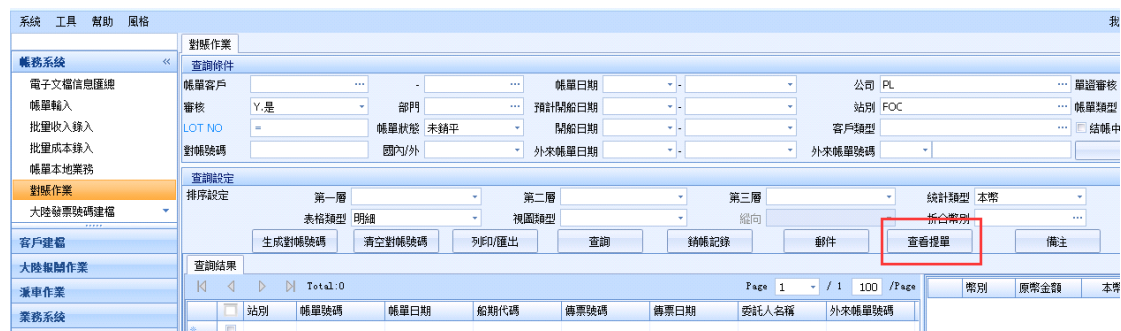 系統 工具 幫助 風格 我
對賬作業
帳務系統 «
查詢條件
電子文檔信息匯總
帳單輸入
批量收入錄入
批量成本錄入
帳單本地業務
對賬作業
大陸發票號碼建檔
客戶建檔
大陸報關作業
派車作業
業務系統
帳單客戶 ... - ... 帳單日期 - 公司 PL ... 單證審核
審核 Y.是 部門 ... 預計開船日期 - 站別 FOC ... 帳單類型
LOT NO = 帳單狀態 未銷平 開船日期 - 客戶類型 ... 結帳中
對帳號碼 國內/外 外來帳單日期 - 外來帳單號碼
查詢設定
排序設定 第一層 第二層 第三層 統計類型 本幣
表格類型 明細 視圖類型 縱向 折合幣別 ...
生成對帳號碼 清空對帳號碼 列印/匯出 查詢 銷帳記錄 郵件 查看提單 備注
查詢結果
Total:0 Page 1 / 1 100 /Page
站別 帳單號碼 帳單日期 船期代碼 傳票號碼 傳票日期 委託人名稱 外來帳單號碼
幣別 原幣金額 本幣